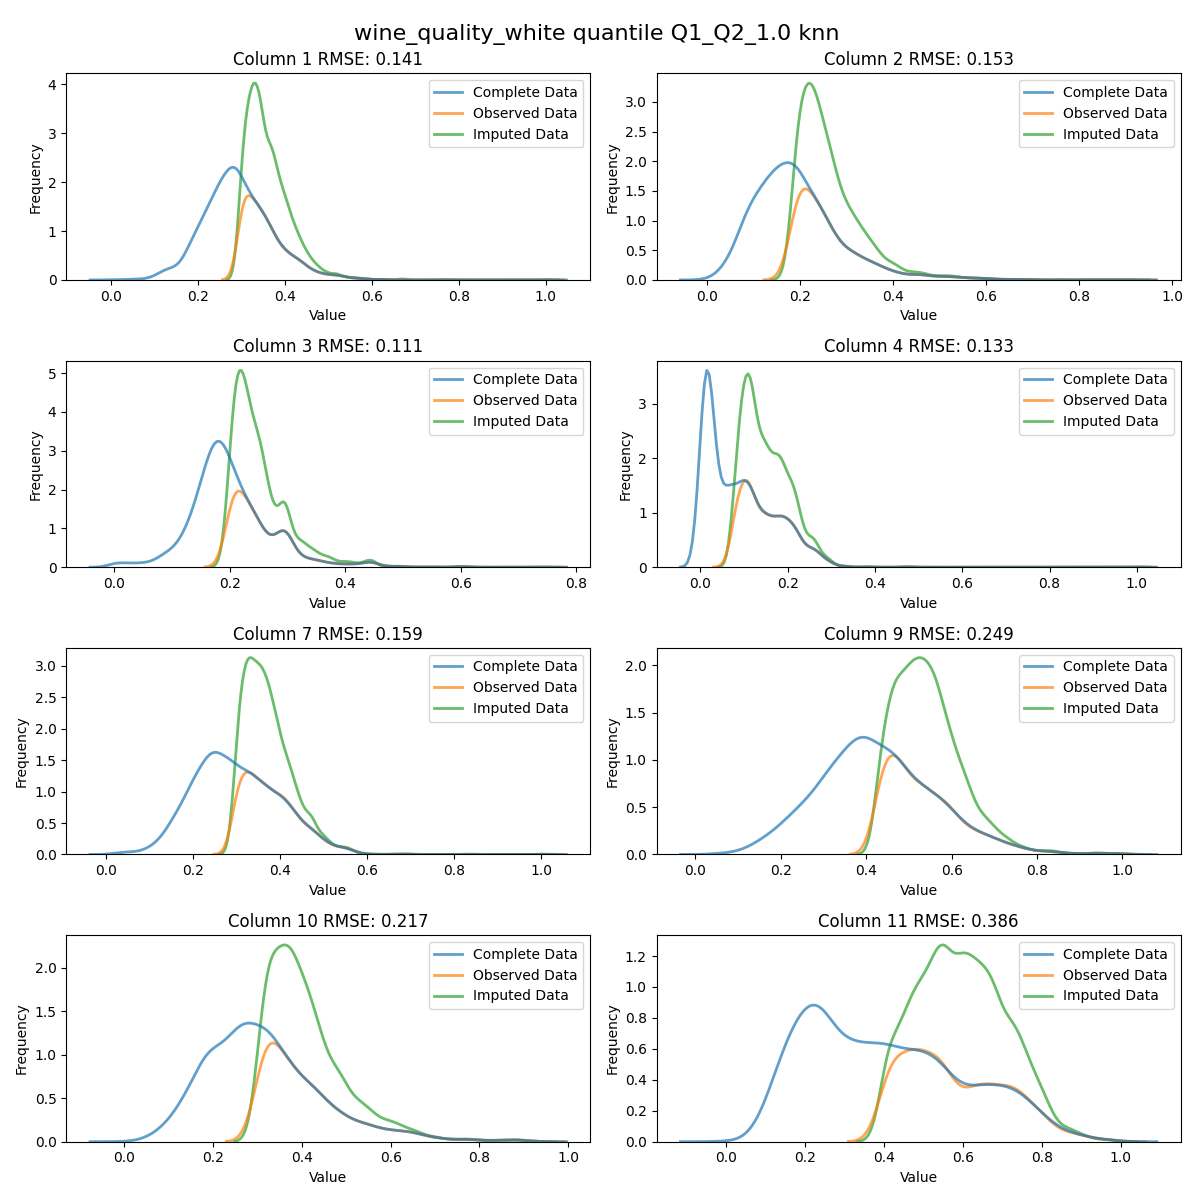 wine_quality_white quantile Q1_Q2_1.0 knn
Column 1 RMSE: 0.141
Frequency
4
3
2
1
0
0.0 0.2 0.4 0.6 0.8 1.0
Value
Complete Data
Observed Data
Imputed Data
Column 2 RMSE: 0.153
Frequency
3.0
2.5
2.0
1.5
1.0
0.5
0.0
0.0 0.2 0.4 0.6 0.8 1.0
Value
Complete Data
Observed Data
Imputed Data
Column 3 RMSE: 0.111
Frequency
5
4
3
2
1
0
0.0 0.2 0.4 0.6 0.8
Value
Complete Data
Observed Data
Imputed Data
Column 4 RMSE: 0.133
Frequency
3
2
1
0
0.0 0.2 0.4 0.6 0.8 1.0
Value
Complete Data
Observed Data
Imputed Data
Column 7 RMSE: 0.159
Frequency
3.0
2.5
2.0
1.5
1.0
0.5
0.0
0.0 0.2 0.4 0.6 0.8 1.0
Value
Complete Data
Observed Data
Imputed Data
Column 9 RMSE: 0.249
Frequency
2.0
1.5
1.0
0.5
0.0
0.0 0.2 0.4 0.6 0.8 1.0
Value
Complete Data
Observed Data
Imputed Data
Column 10 RMSE: 0.217
Frequency
2.0
1.5
1.0
0.5
0.0
0.0 0.2 0.4 0.6 0.8 1.0
Value
Complete Data
Observed Data
Imputed Data
Column 11 RMSE: 0.386
Frequency
1.2
1.0
0.8
0.6
0.4
0.2
0.0
0.0 0.2 0.4 0.6 0.8 1.0
Value
Complete Data
Observed Data
Imputed Data